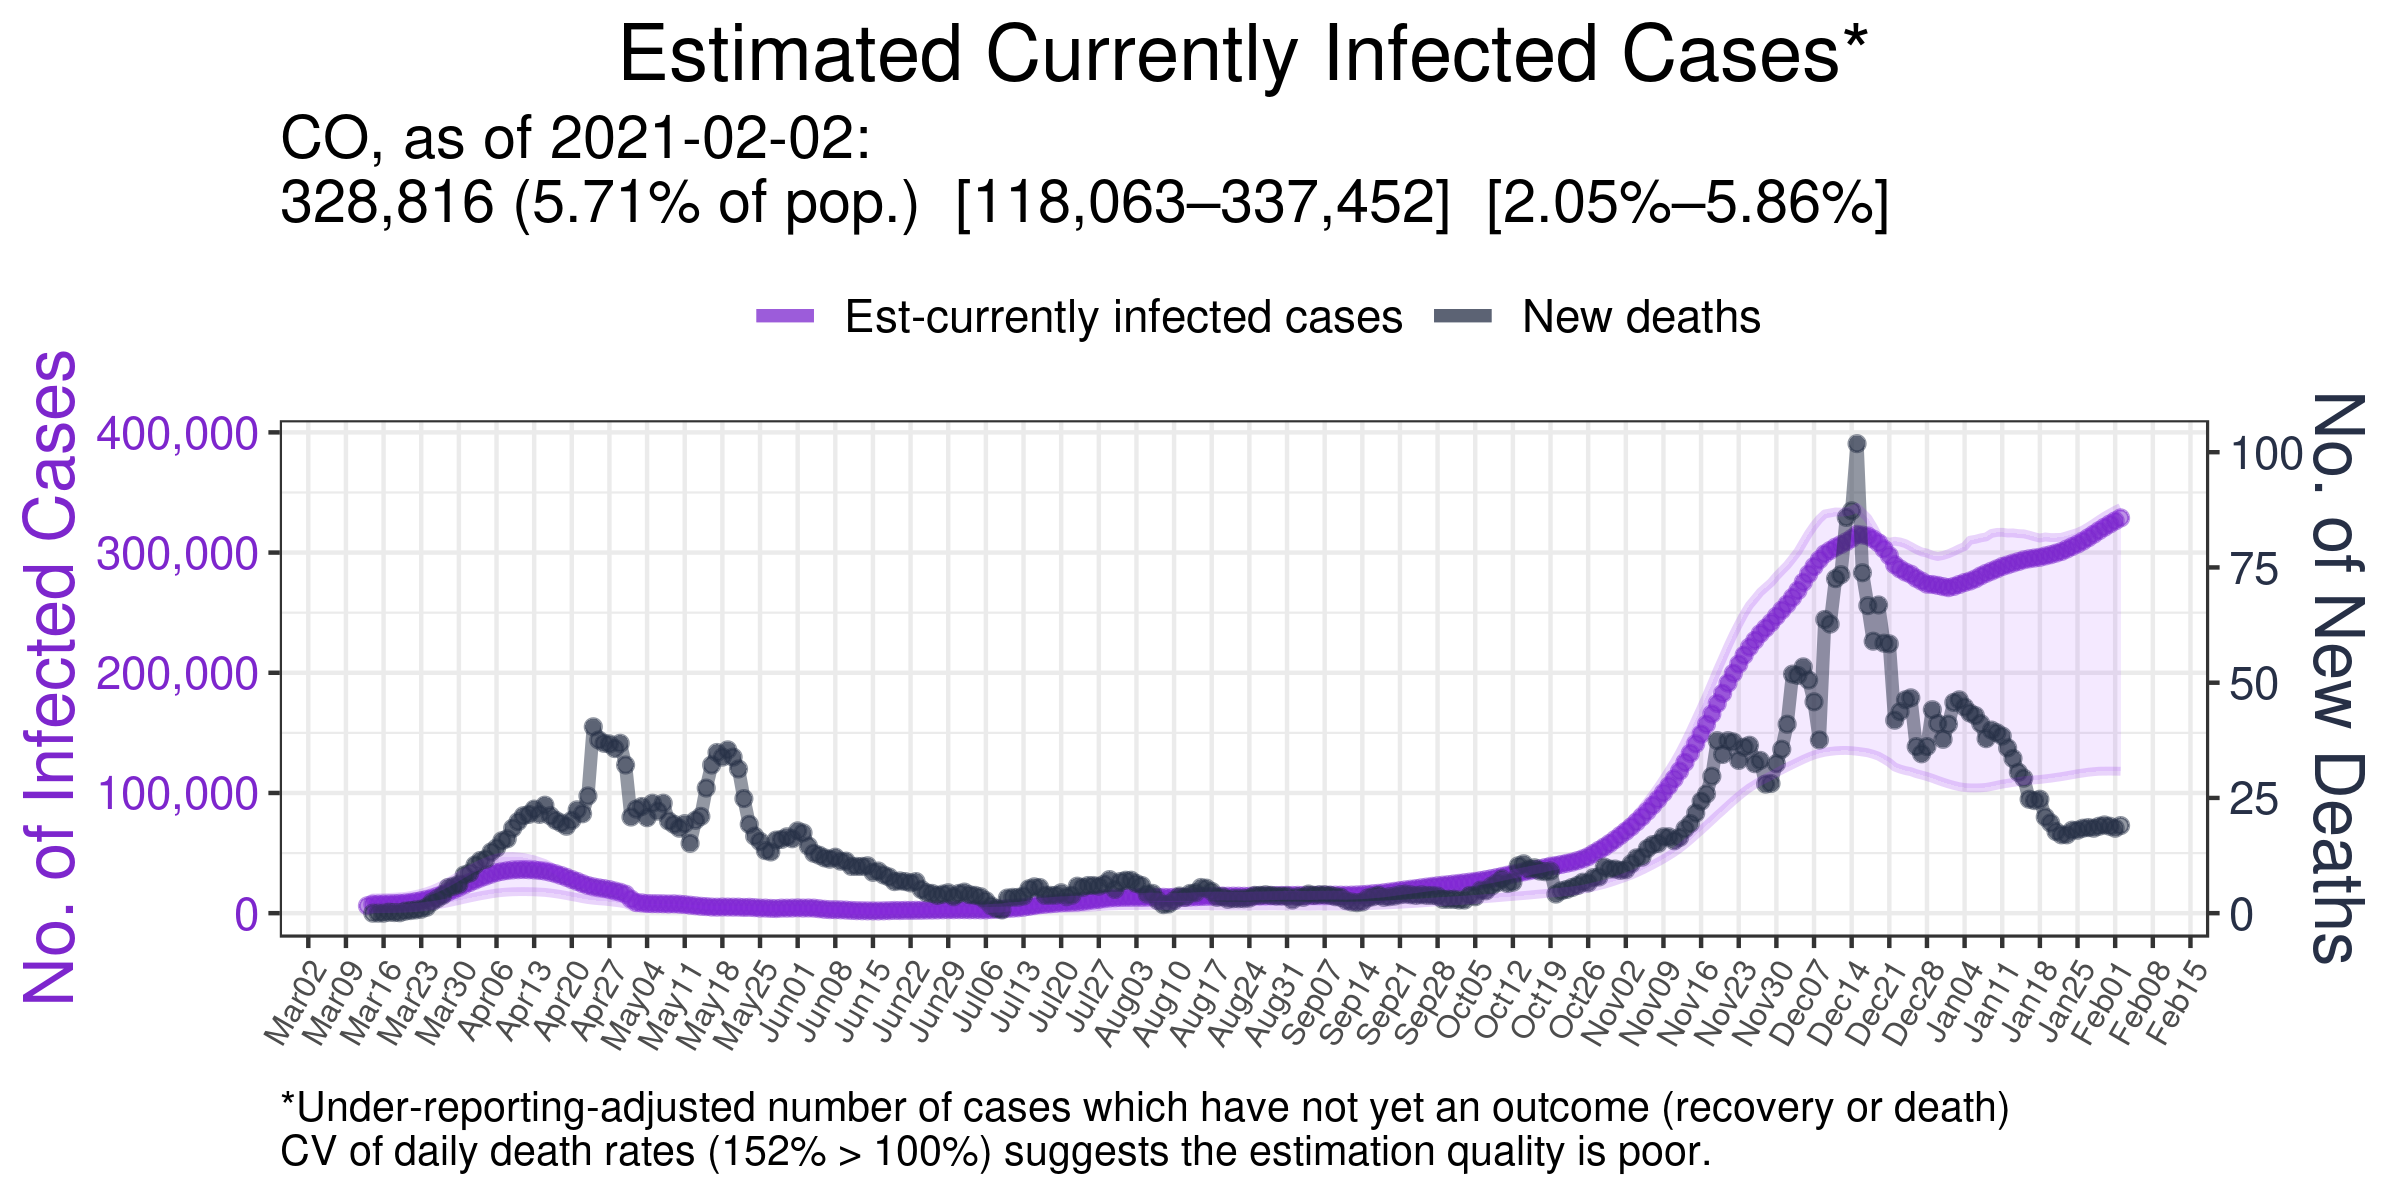 Estimated Currently Infected Cases*
CO, as of 2021-02-02:
328,816 (5.71% of pop.)  [118,063–337,452]  [2.05%–5.86%]
Est-currently infected cases
New deaths
No. of Infected Cases
400,000
300,000
200,000
100,000
0
No. of New Deaths
100
75
50
25
0
Mar02
Mar09
Mar16
Mar23
Mar30
Apr06
Apr13
Apr20
Apr27
May04
May11
May18
May25
Jun01
Jun08
Jun15
Jun22
Jun29
Jul06
Jul13
Jul20
Jul27
Aug03
Aug10
Aug17
Aug24
Aug31
Sep07
Sep14
Sep21
Sep28
Oct05
Oct12
Oct19
Oct26
Nov02
Nov09
Nov16
Nov23
Nov30
Dec07
Dec14
Dec21
Dec28
Jan04
Jan11
Jan18
Jan25
Feb01
Feb08
Feb15
*Under-reporting-adjusted number of cases which have not yet an outcome (recovery or death)
CV of daily death rates (152% > 100%) suggests the estimation quality is poor.